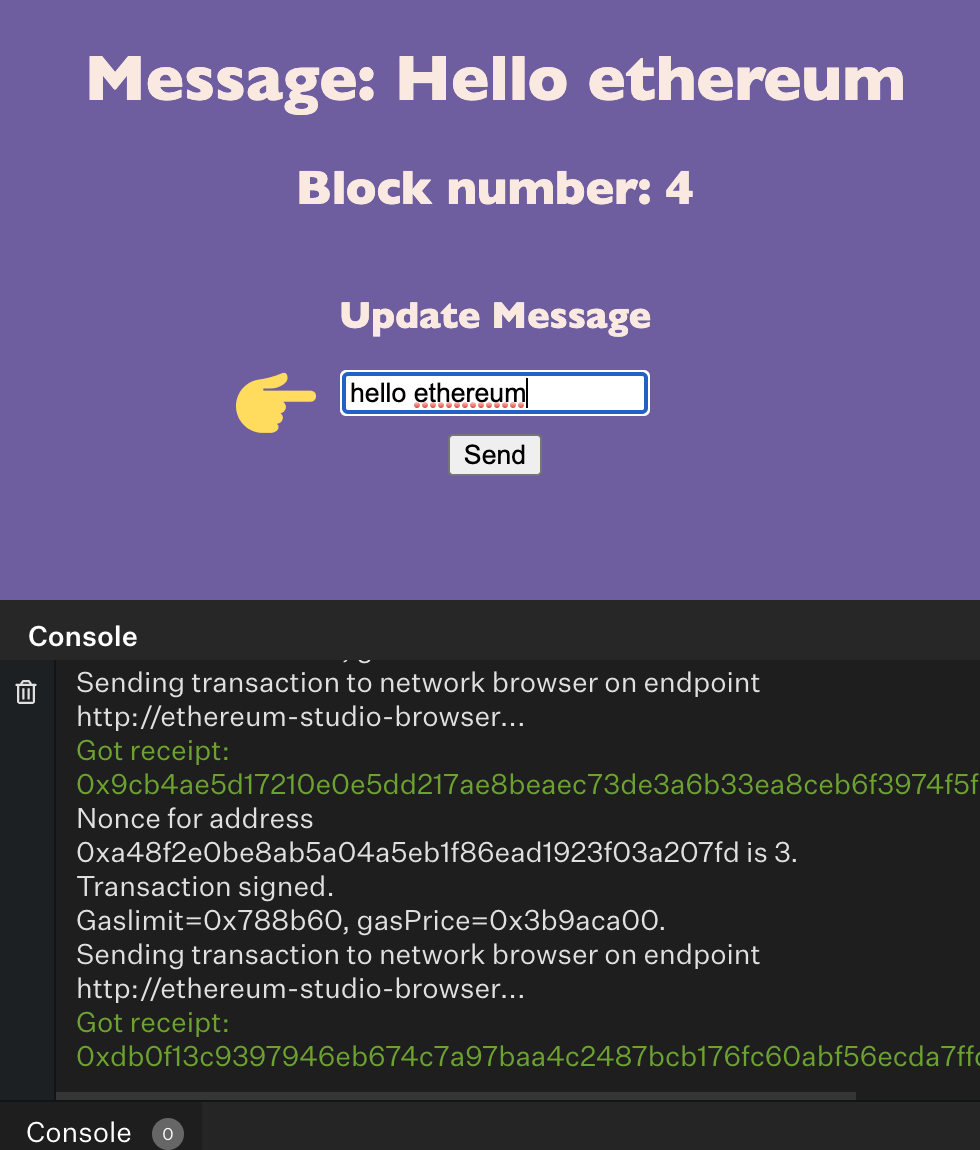 Message: Hello ethereum
Block number: 4
Update Message
hello ethereum
Send
Console
Sending transaction to network browser on endpoint
http://ethereum-studio-browser...
Got receipt:
0x9cb4ae5d17210e0e5dd217ae8beaec73de3a6b33ea8ceb6f3974f5f
Nonce for address
0xa48f2e0be8ab5a04a5eb1f86ead1923f03a207fd is 3.
Transaction signed.
Gaslimit=0x788b60, gasPrice=0x3b9aca00.
Sending transaction to network browser on endpoint
http://ethereum-studio-browser...
Got receipt:
0xdb0f13c9397946eb674c7a97baa4c2487bcb176fc60abf56ecda7ff
Console 0